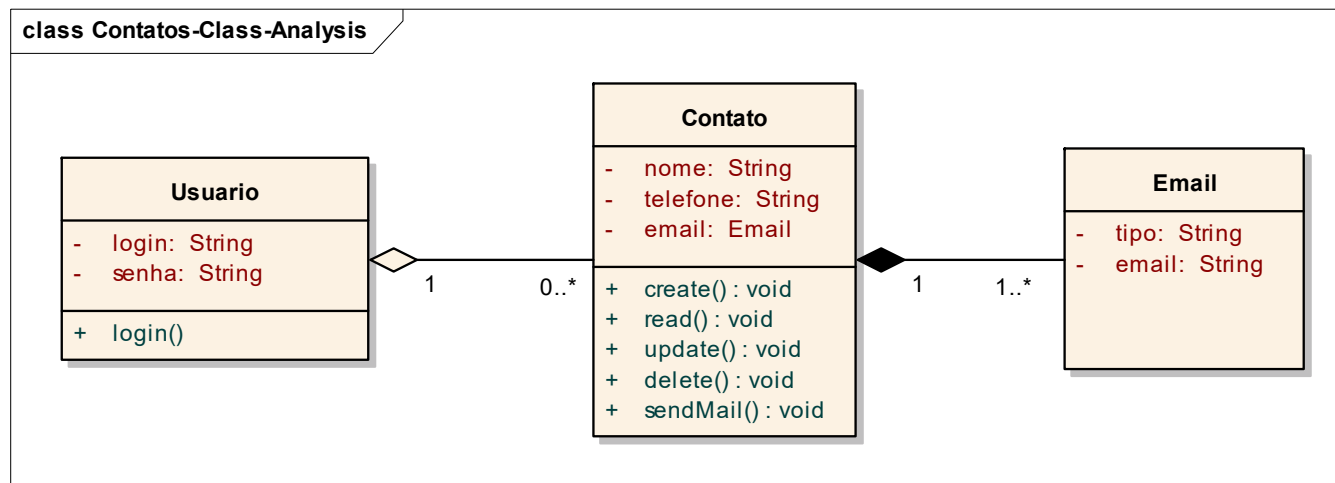 class Contatos-Class-Analysis
Usuario
- login: String
- senha: String
+ login()
1
0..*
Contato
- nome: String
- telefone: String
- email: Email
+ create() : void
+ read() : void
+ update() : void
+ delete() : void
+ sendMail() : void
1
1..*
Email
- tipo: String
- email: String